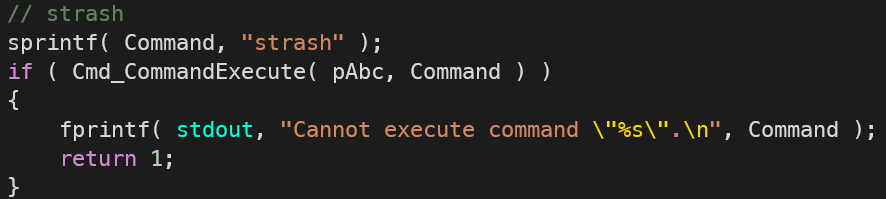 // strash
sprintf( Command, "strash" );
if ( Cmd_CommandExecute( pAbc, Command ) )
{
    fprintf( stdout, "Cannot execute command \"%s\".\n", Command );
    return 1;
}